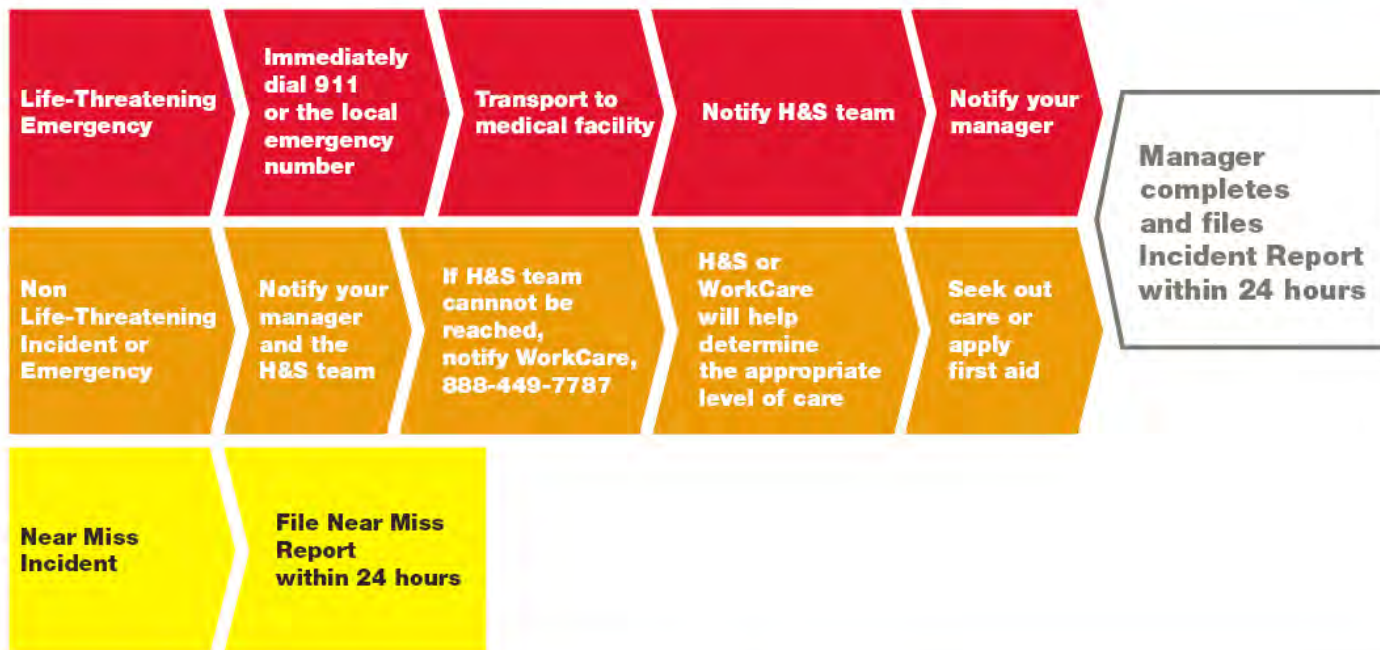 Life-Threatening
Emergency
Immediately
dial 911
or the local
emergency
number
Transport to
medical facility
Notify H&S team
Notify your
manager
Manager
completes
and files
Incident Report
within 24 hours
Non
Life-Threatening
Incident or
Emergency
Notify your
manager
and the
H&S team
If H&S team
cannnot be
reached,
notify WorkCare,
888-449-7787
H&S or
WorkCare
will help
determine
the appropriate
level of care
Seek out
care or
apply
first aid
Near Miss
Incident
File Near Miss
Report
within 24 hours